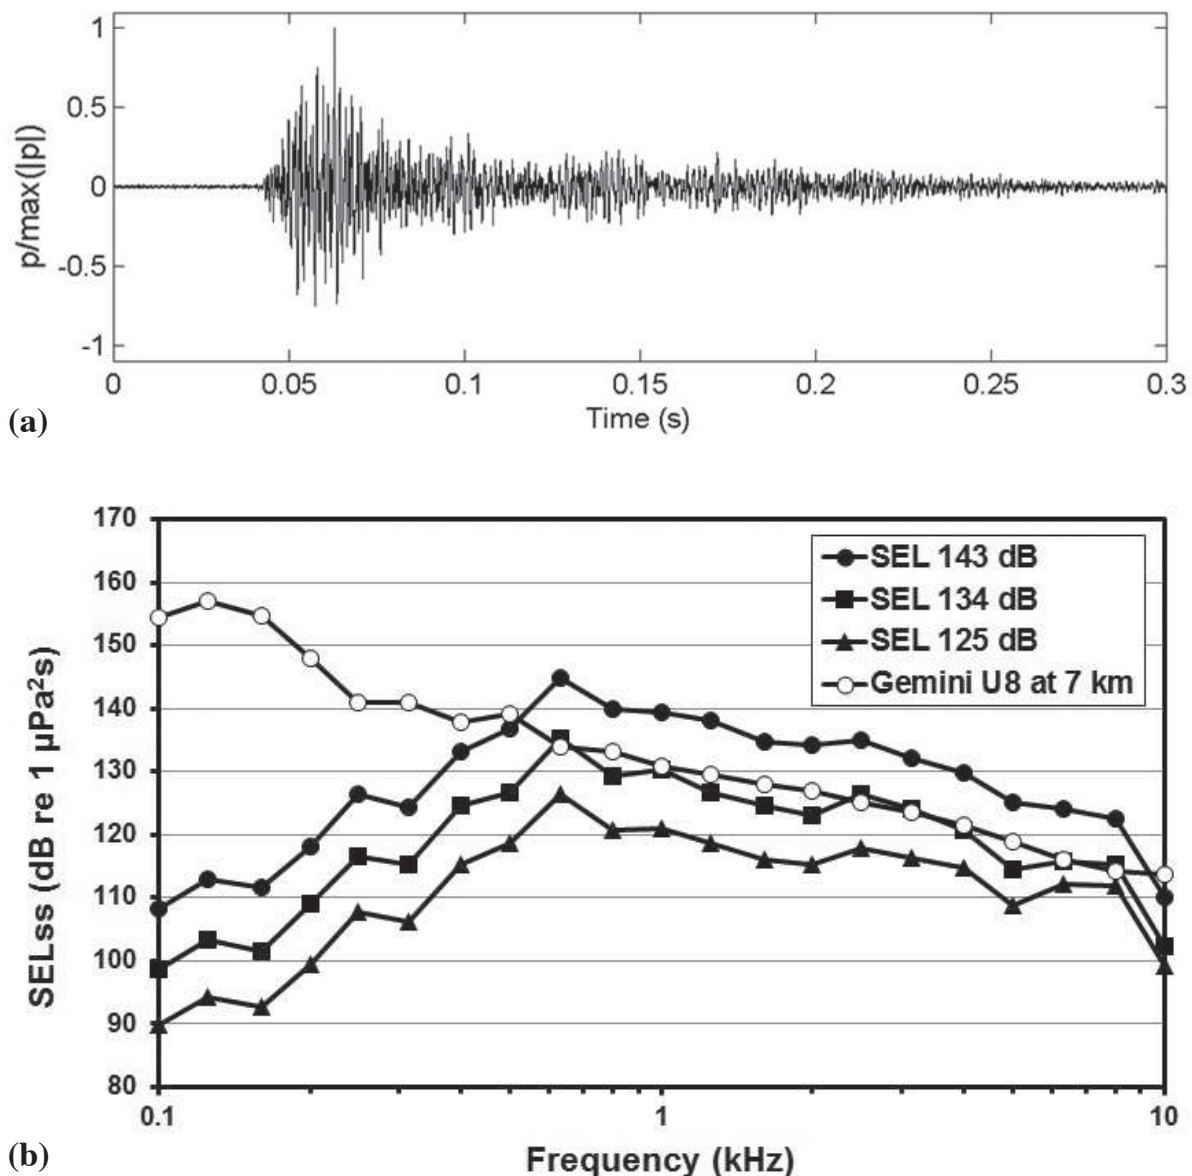 1
0.5
0
-0.5
-1
p/max(|p|)
0 0.05 0.1 0.15 0.2 0.25 0.3
Time (s)
(a)
170
160
150
140
130
120
110
100
90
80
SELss (dB re 1 µPa²s)
SEL 143 dB
SEL 134 dB
SEL 125 dB
Gemini U8 at 7 km
0.1 1 10
Frequency (kHz)
(b)